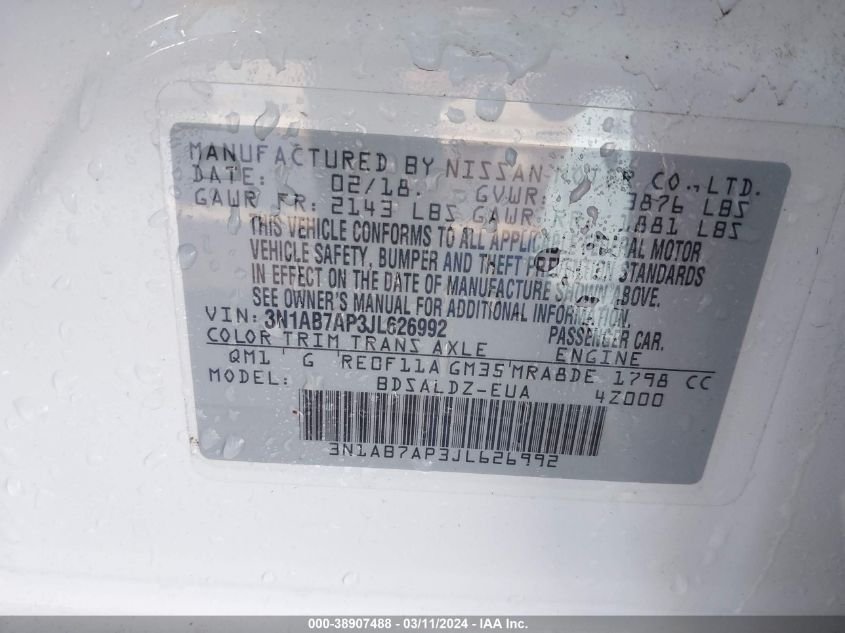 MANUFACTURED BY NISSAN CO., LTD.
DATE: 02/18 GVWR: 3876 LBS
GAWR FR: 2143 LBS GAWR 1881 LBS
THIS VEHICLE CONFORMS TO ALL MOTOR
VEHICLE SAFETY, BUMPER AND THEFT STANDARDS
IN EFFECT ON THE DATE OF MANUFACTURE SHOWN ABOVE.
SEE OWNER'S MANUAL FOR ADDITIONAL INFORMATION.
VIN: 3N1AB7AP3JL626992 PASSENGER CAR.
COLOR TRIM TRANS AXLE ENGINE
QM1 G RE0F11A GM35 MRA8DE 1798 CC
MODEL: BDSALDZ-EUA 4Z000
3N1AB7AP3JL626992
000-38907488 - 03/11/2024 - IAA Inc.